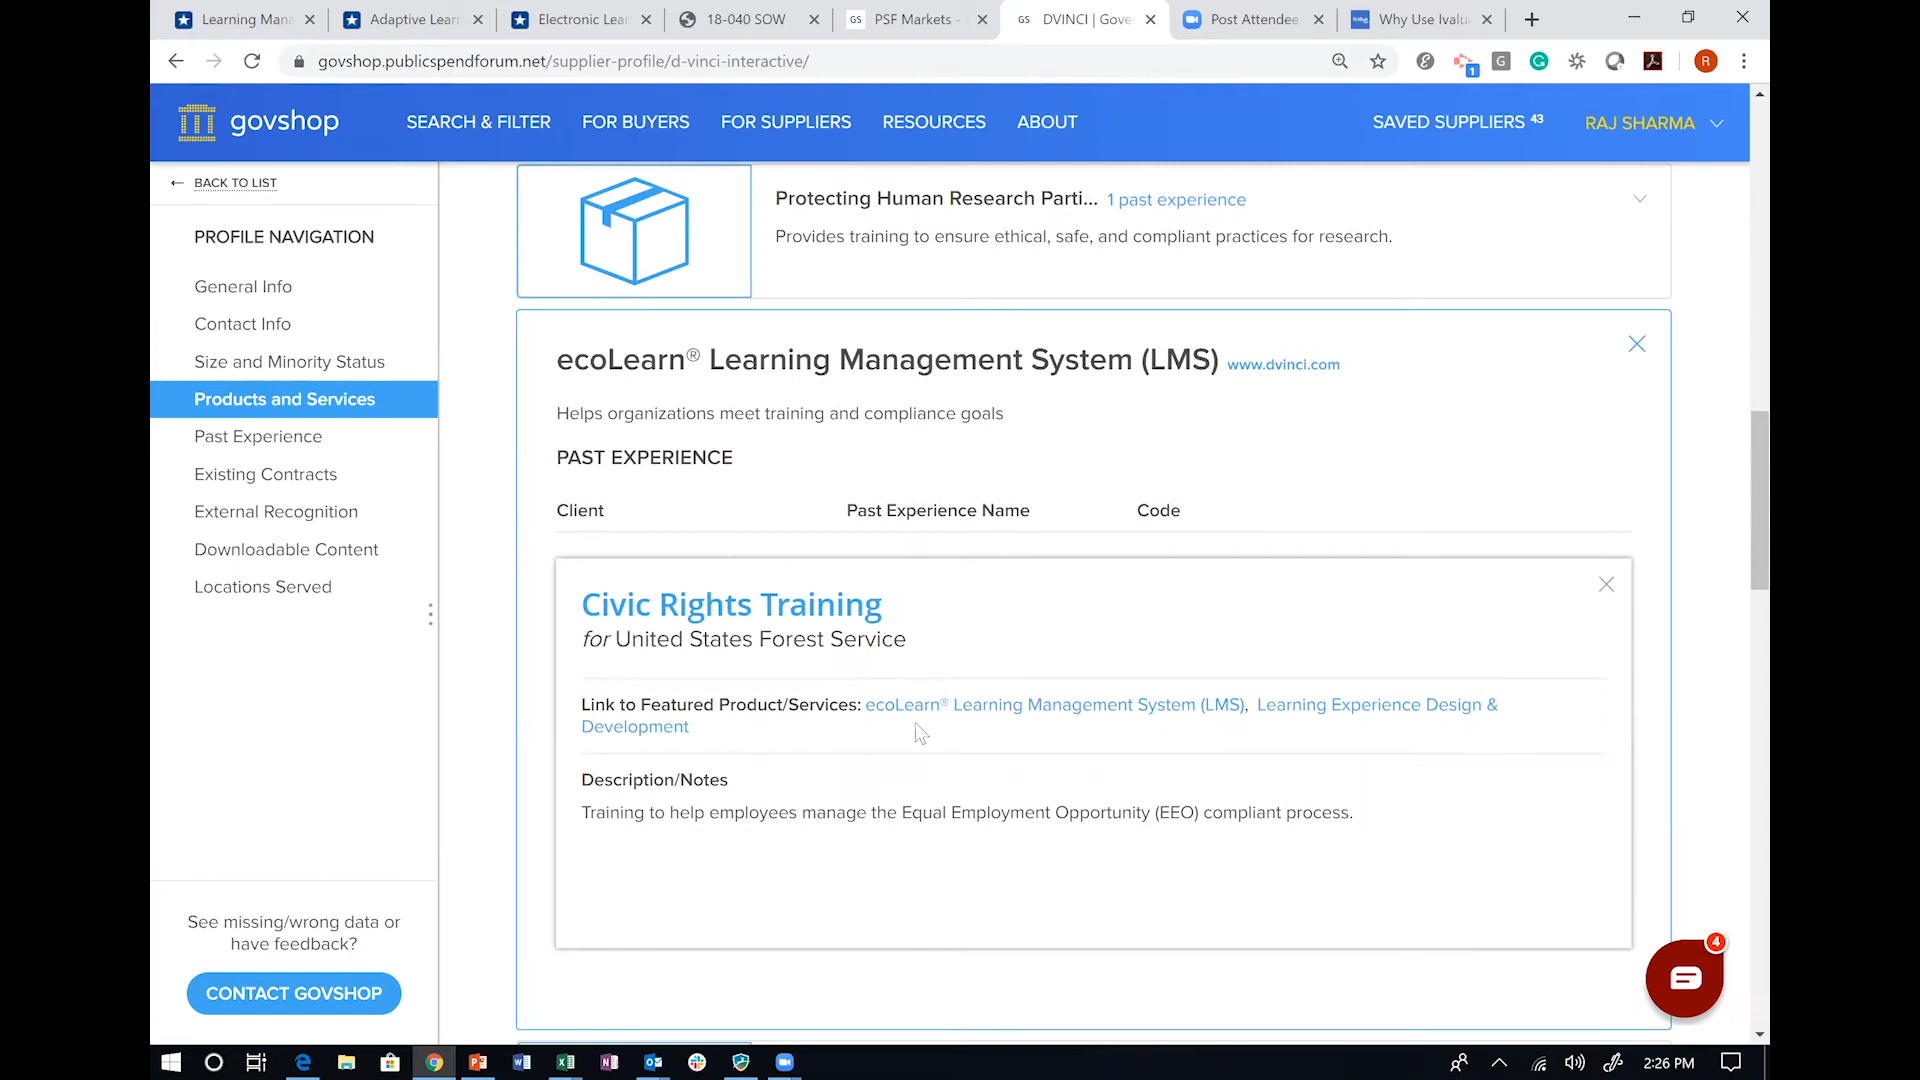 Learning Mana
Adaptive Learn
Electronic Lear
18-040 SOW
GS PSF Markets -
GS DVINCI | Gove
Post Attendee
Why Use Ivalu
govshop.publicspendforum.net/supplier-profile/d-vinci-interactive/
1
G
R
govshop
SEARCH & FILTER
FOR BUYERS
FOR SUPPLIERS
RESOURCES
ABOUT
SAVED SUPPLIERS 43
RAJ SHARMA
← BACK TO LIST
PROFILE NAVIGATION
General Info
Contact Info
Size and Minority Status
Products and Services
Past Experience
Existing Contracts
External Recognition
Downloadable Content
Locations Served
See missing/wrong data or
have feedback?
CONTACT GOVSHOP
Protecting Human Research Parti... 1 past experience
Provides training to ensure ethical, safe, and compliant practices for research.
ecoLearn® Learning Management System (LMS) www.dvinci.com
Helps organizations meet training and compliance goals
PAST EXPERIENCE
Client
Past Experience Name
Code
Civic Rights Training
for United States Forest Service
Link to Featured Product/Services: ecoLearn® Learning Management System (LMS), Learning Experience Design &
Development
Description/Notes
Training to help employees manage the Equal Employment Opportunity (EEO) compliant process.
4
2:26 PM